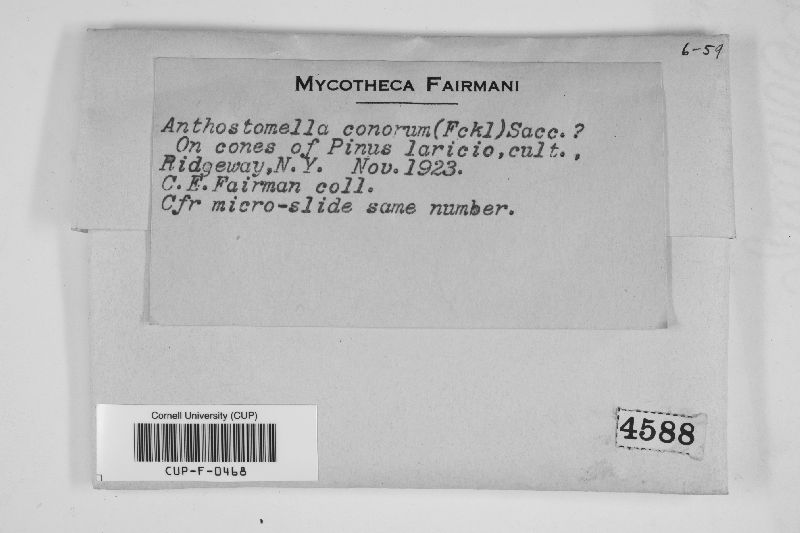 6-59
MYCOTHECA FAIRMANI
Anthostomella conorum(Fckl)Sacc. ?
On cones of Pinus laricio,cult.,
Ridgeway,N.Y. Nov.1923.
C.E.Fairman coll.
Cfr micro-slide same number.
Cornell University (CUP)
CUP-F-0468
4588